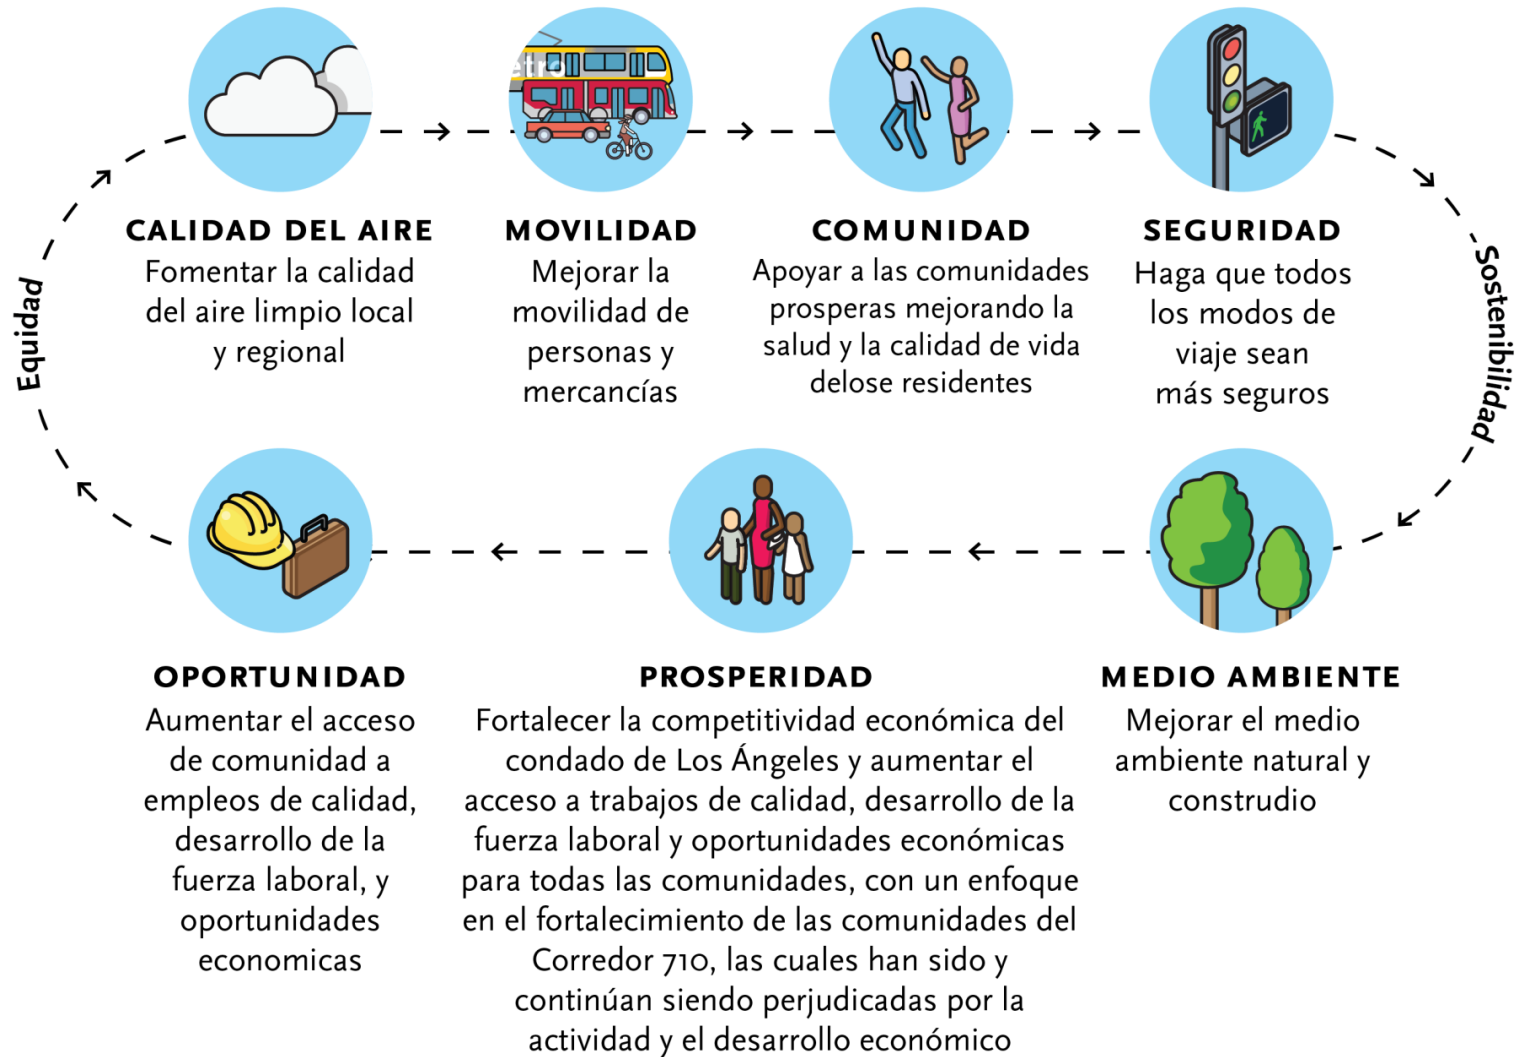 etro
CALIDAD DEL AIRE
Fomentar la calidad
del aire limpio local
y regional
MOVILIDAD
Mejorar la
movilidad de
personas y
mercancías
COMUNIDAD
Apoyar a las comunidades
prosperas mejorando la
salud y la calidad de vida
delose residentes
SEGURIDAD
Haga que todos
los modos de
viaje sean
más seguros
Sostenibilidad
MEDIO AMBIENTE
Mejorar el medio
ambiente natural y
construdio
PROSPERIDAD
Fortalecer la competitividad económica del
condado de Los Ángeles y aumentar el
acceso a trabajos de calidad, desarrollo de la
fuerza laboral y oportunidades económicas
para todas las comunidades, con un enfoque
en el fortalecimiento de las comunidades del
Corredor 710, las cuales han sido y
continúan siendo perjudicadas por la
actividad y el desarrollo económico
OPORTUNIDAD
Aumentar el acceso
de comunidad a
empleos de calidad,
desarrollo de la
fuerza laboral, y
oportunidades
economicas
Equidad